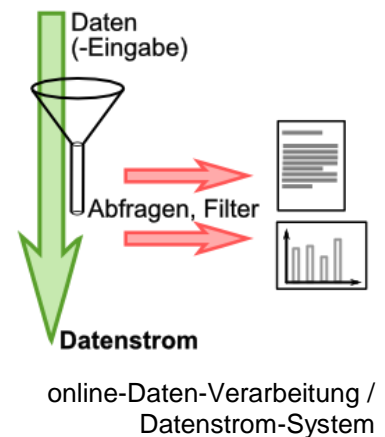 Daten
(-Eingabe)
Abfragen, Filter
Datenstrom
online-Daten-Verarbeitung /
Datenstrom-System